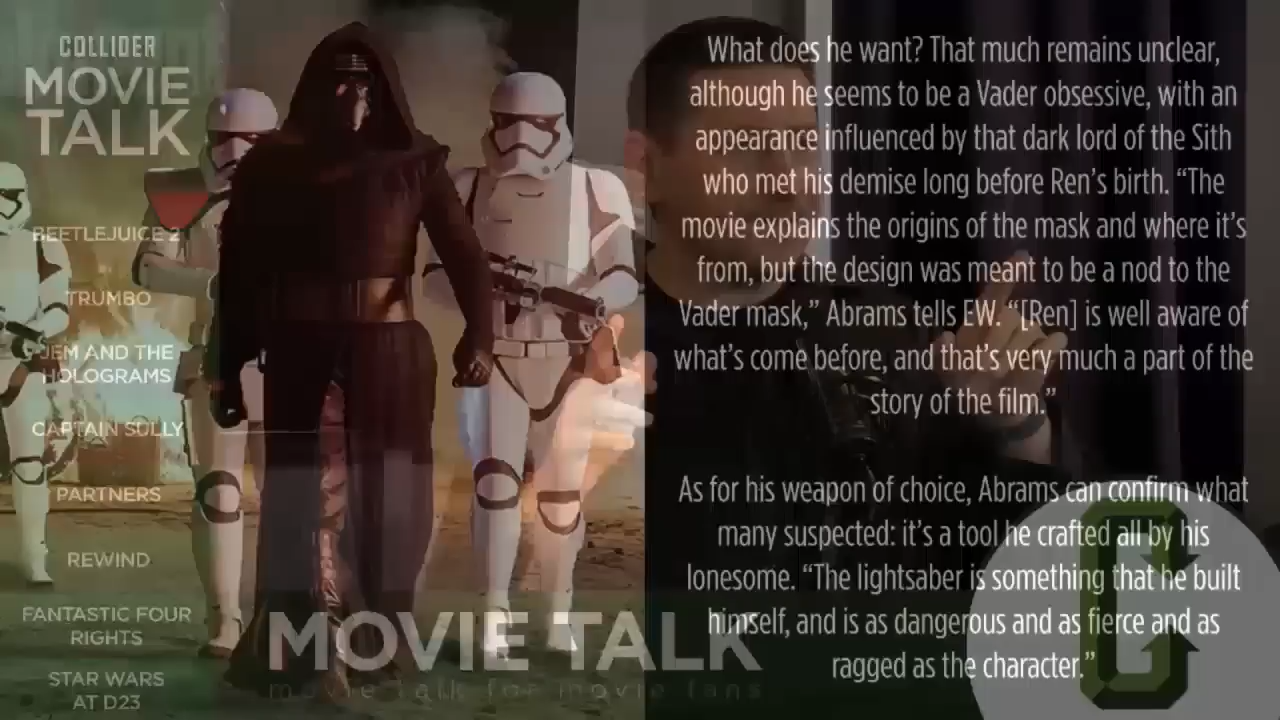 COLLIDER
MOVIE
TALK
BEETLEJUICE 2
TRUMBO
JEM AND THE
HOLOGRAMS
CAPTAIN SULLY
PARTNERS
REWIND
FANTASTIC FOUR
RIGHTS
STAR WARS
AT D23
What does he want? That much remains unclear,
although he seems to be a Vader obsessive, with an
appearance influenced by that dark lord of the Sith
who met his demise long before Ren's birth. “The
movie explains the origins of the mask and where it's
from, but the design was meant to be a nod to the
Vader mask,” Abrams tells EW. “[Ren] is well aware of
what's come before, and that's very much a part of the
story of the film.”
As for his weapon of choice, Abrams can confirm what
many suspected: it's a tool he crafted all by his
lonesome. “The lightsaber is something that he built
himself, and is as dangerous and as fierce and as
ragged as the character.”
MOVIE TALK
movie talk for movie fans
C